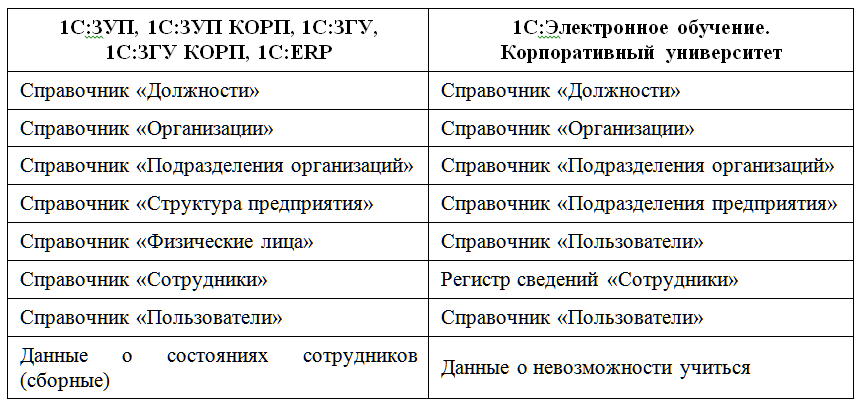 1С:ЗУП, 1С:ЗУП КОРП, 1С:ЗГУ,
1С:ЗГУ КОРП, 1С:ERP
1С:Электронное обучение.
Корпоративный университет
Справочник «Должности»
Справочник «Должности»
Справочник «Организации»
Справочник «Организации»
Справочник «Подразделения организаций»
Справочник «Подразделения организаций»
Справочник «Структура предприятия»
Справочник «Подразделения предприятия»
Справочник «Физические лица»
Справочник «Пользователи»
Справочник «Сотрудники»
Регистр сведений «Сотрудники»
Справочник «Пользователи»
Справочник «Пользователи»
Данные о состояниях сотрудников
(сборные)
Данные о невозможности учиться